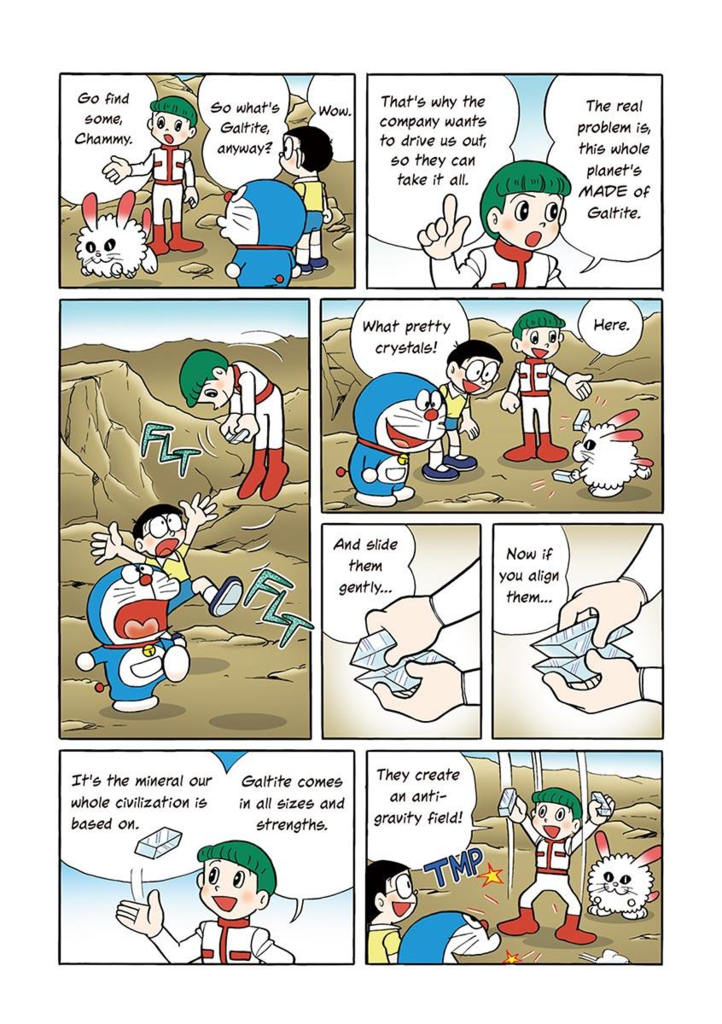 The real
problem is,
this whole
planet's
MADE of
Galtite.
That's why the
company wants
to drive us out,
so they can
take it all.
Wow.
So what's
Galtite,
anyway?
Go find
some,
Chammy.
Here.
What pretty
crystals!
Now if
you align
them...
And slide
them
gently...
FLT
FLT
They create
an anti-
gravity field!
TMP
Galtite comes
in all sizes and
strengths.
It's the mineral our
whole civilization is
based on.